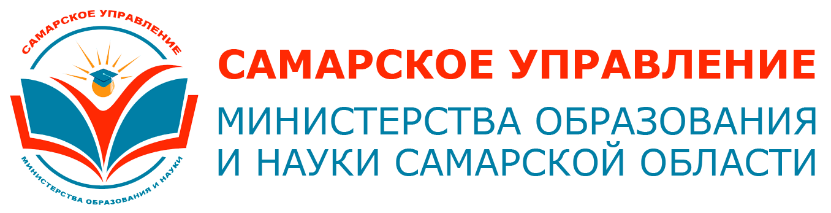 САМАРСКОЕ УПРАВЛЕНИЕ
МИНИСТЕРСТВА ОБРАЗОВАНИЯ И НАУКИ
САМАРСКОЕ УПРАВЛЕНИЕ
МИНИСТЕРСТВА ОБРАЗОВАНИЯ
И НАУКИ САМАРСКОЙ ОБЛАСТИ